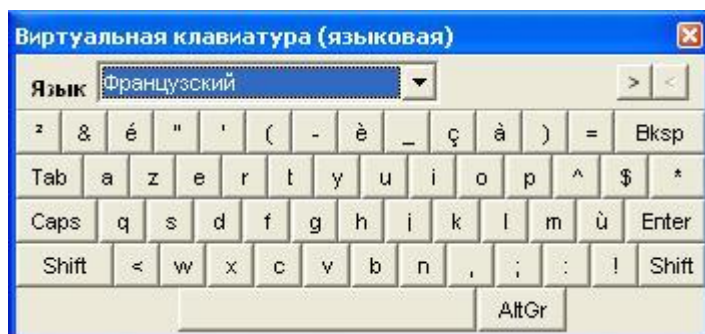 Виртуальная клавиатура (языковая)
Язык Французский > <
² & é " ' ( - è _ ç à ) = Bksp
Tab a z e r t y u i o p ^ $ *
Caps q s d f g h j k l m ù Enter
Shift < w x c v b n , ; : ! Shift
AltGr